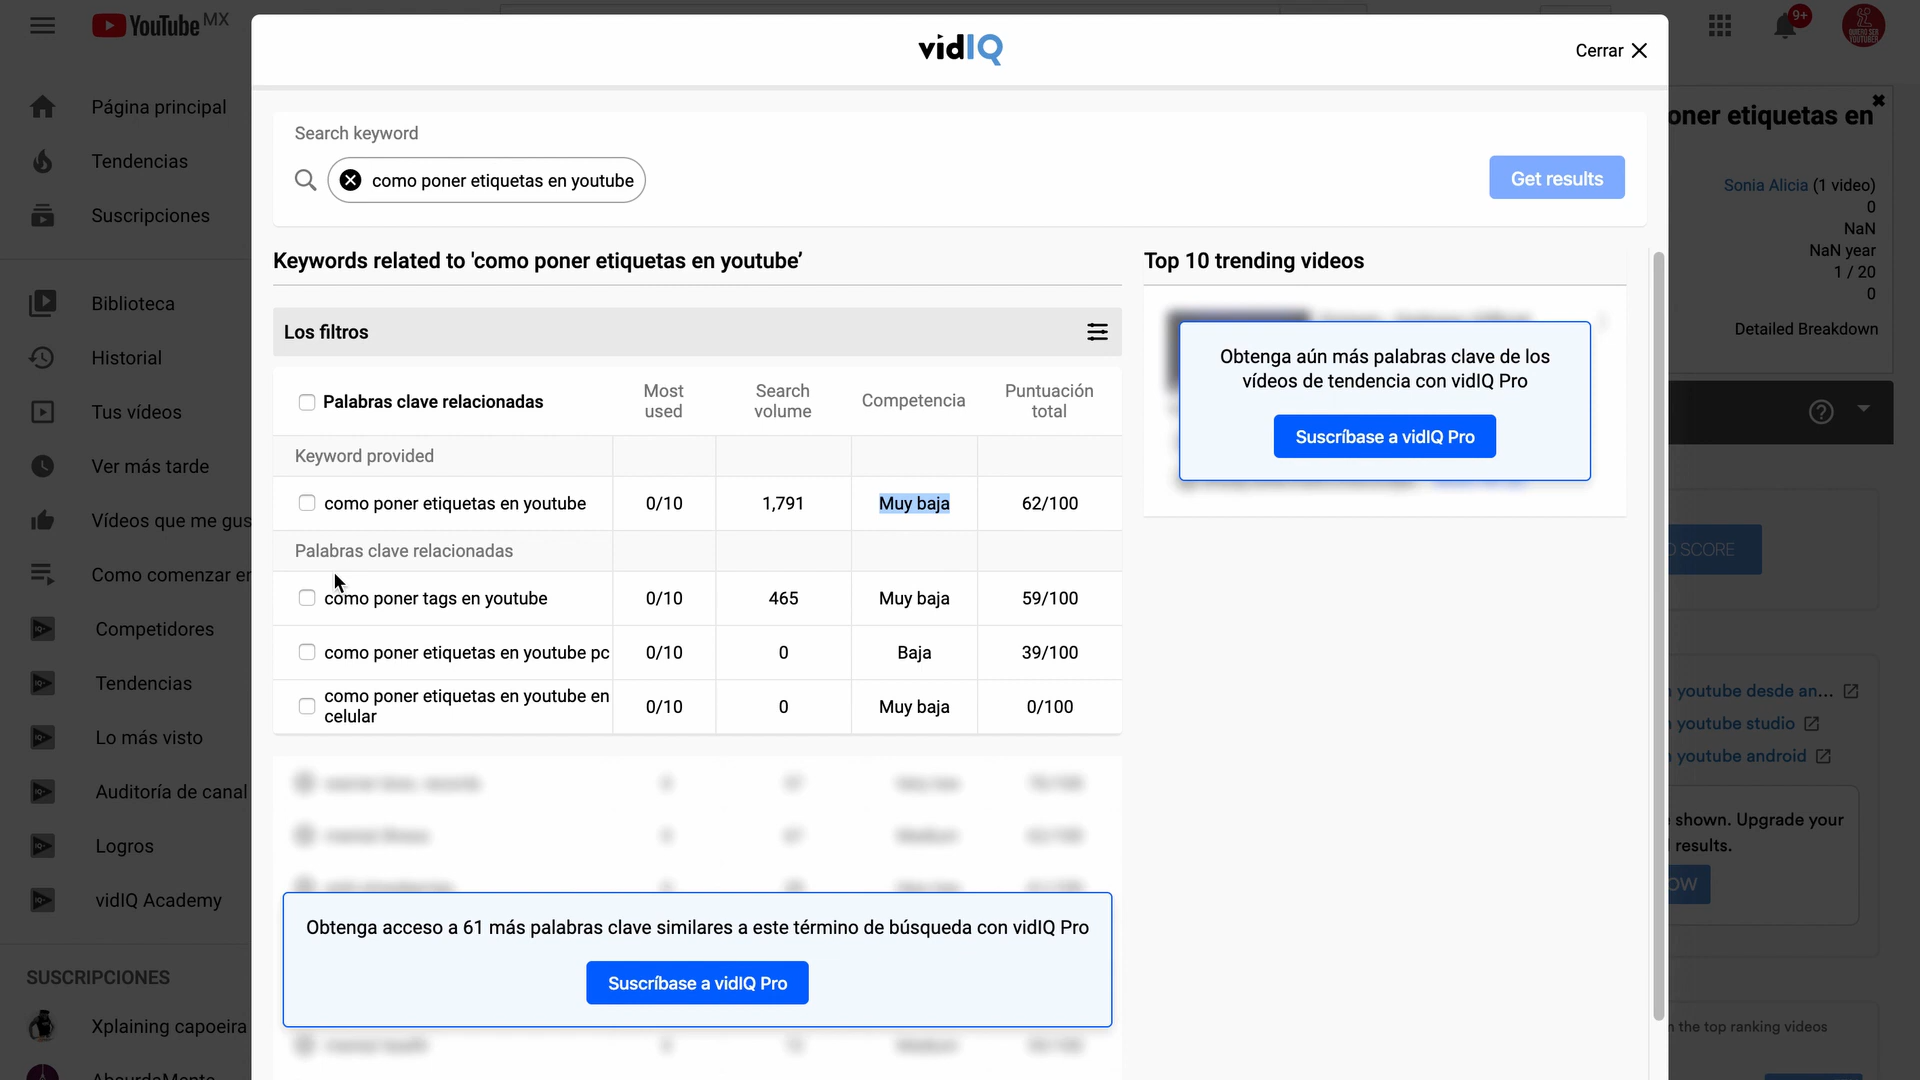 YouTube MX
Página principal
Tendencias
Suscripciones
Biblioteca
Historial
Tus vídeos
Ver más tarde
Vídeos que me gus
Como comenzar en
Competidores
Tendencias
Lo más visto
Auditoría de canal
Logros
vidIQ Academy
SUSCRIPCIONES
Xplaining capoeira
vidIQ
Cerrar
Search keyword
como poner etiquetas en youtube
Get results
Keywords related to 'como poner etiquetas en youtube'
Los filtros
Palabras clave relacionadas
Most used
Search volume
Competencia
Puntuación total
Keyword provided
como poner etiquetas en youtube 0/10 1,791 Muy baja 62/100
Palabras clave relacionadas
como poner tags en youtube 0/10 465 Muy baja 59/100
como poner etiquetas en youtube pc 0/10 0 Baja 39/100
como poner etiquetas en youtube en
celular 0/10 0 Muy baja 0/100
Obtenga acceso a 61 más palabras clave similares a este término de búsqueda con vidIQ Pro
Suscríbase a vidIQ Pro
Top 10 trending videos
Obtenga aún más palabras clave de los
vídeos de tendencia con vidIQ Pro
Suscríbase a vidIQ Pro
9+
oner etiquetas en
Sonia Alicia (1 video)
0
NaN
NaN year
1 / 20
0
Detailed Breakdown
SCORE
youtube desde an...
youtube studio
youtube android
shown. Upgrade your
results.
OW
the top ranking videos